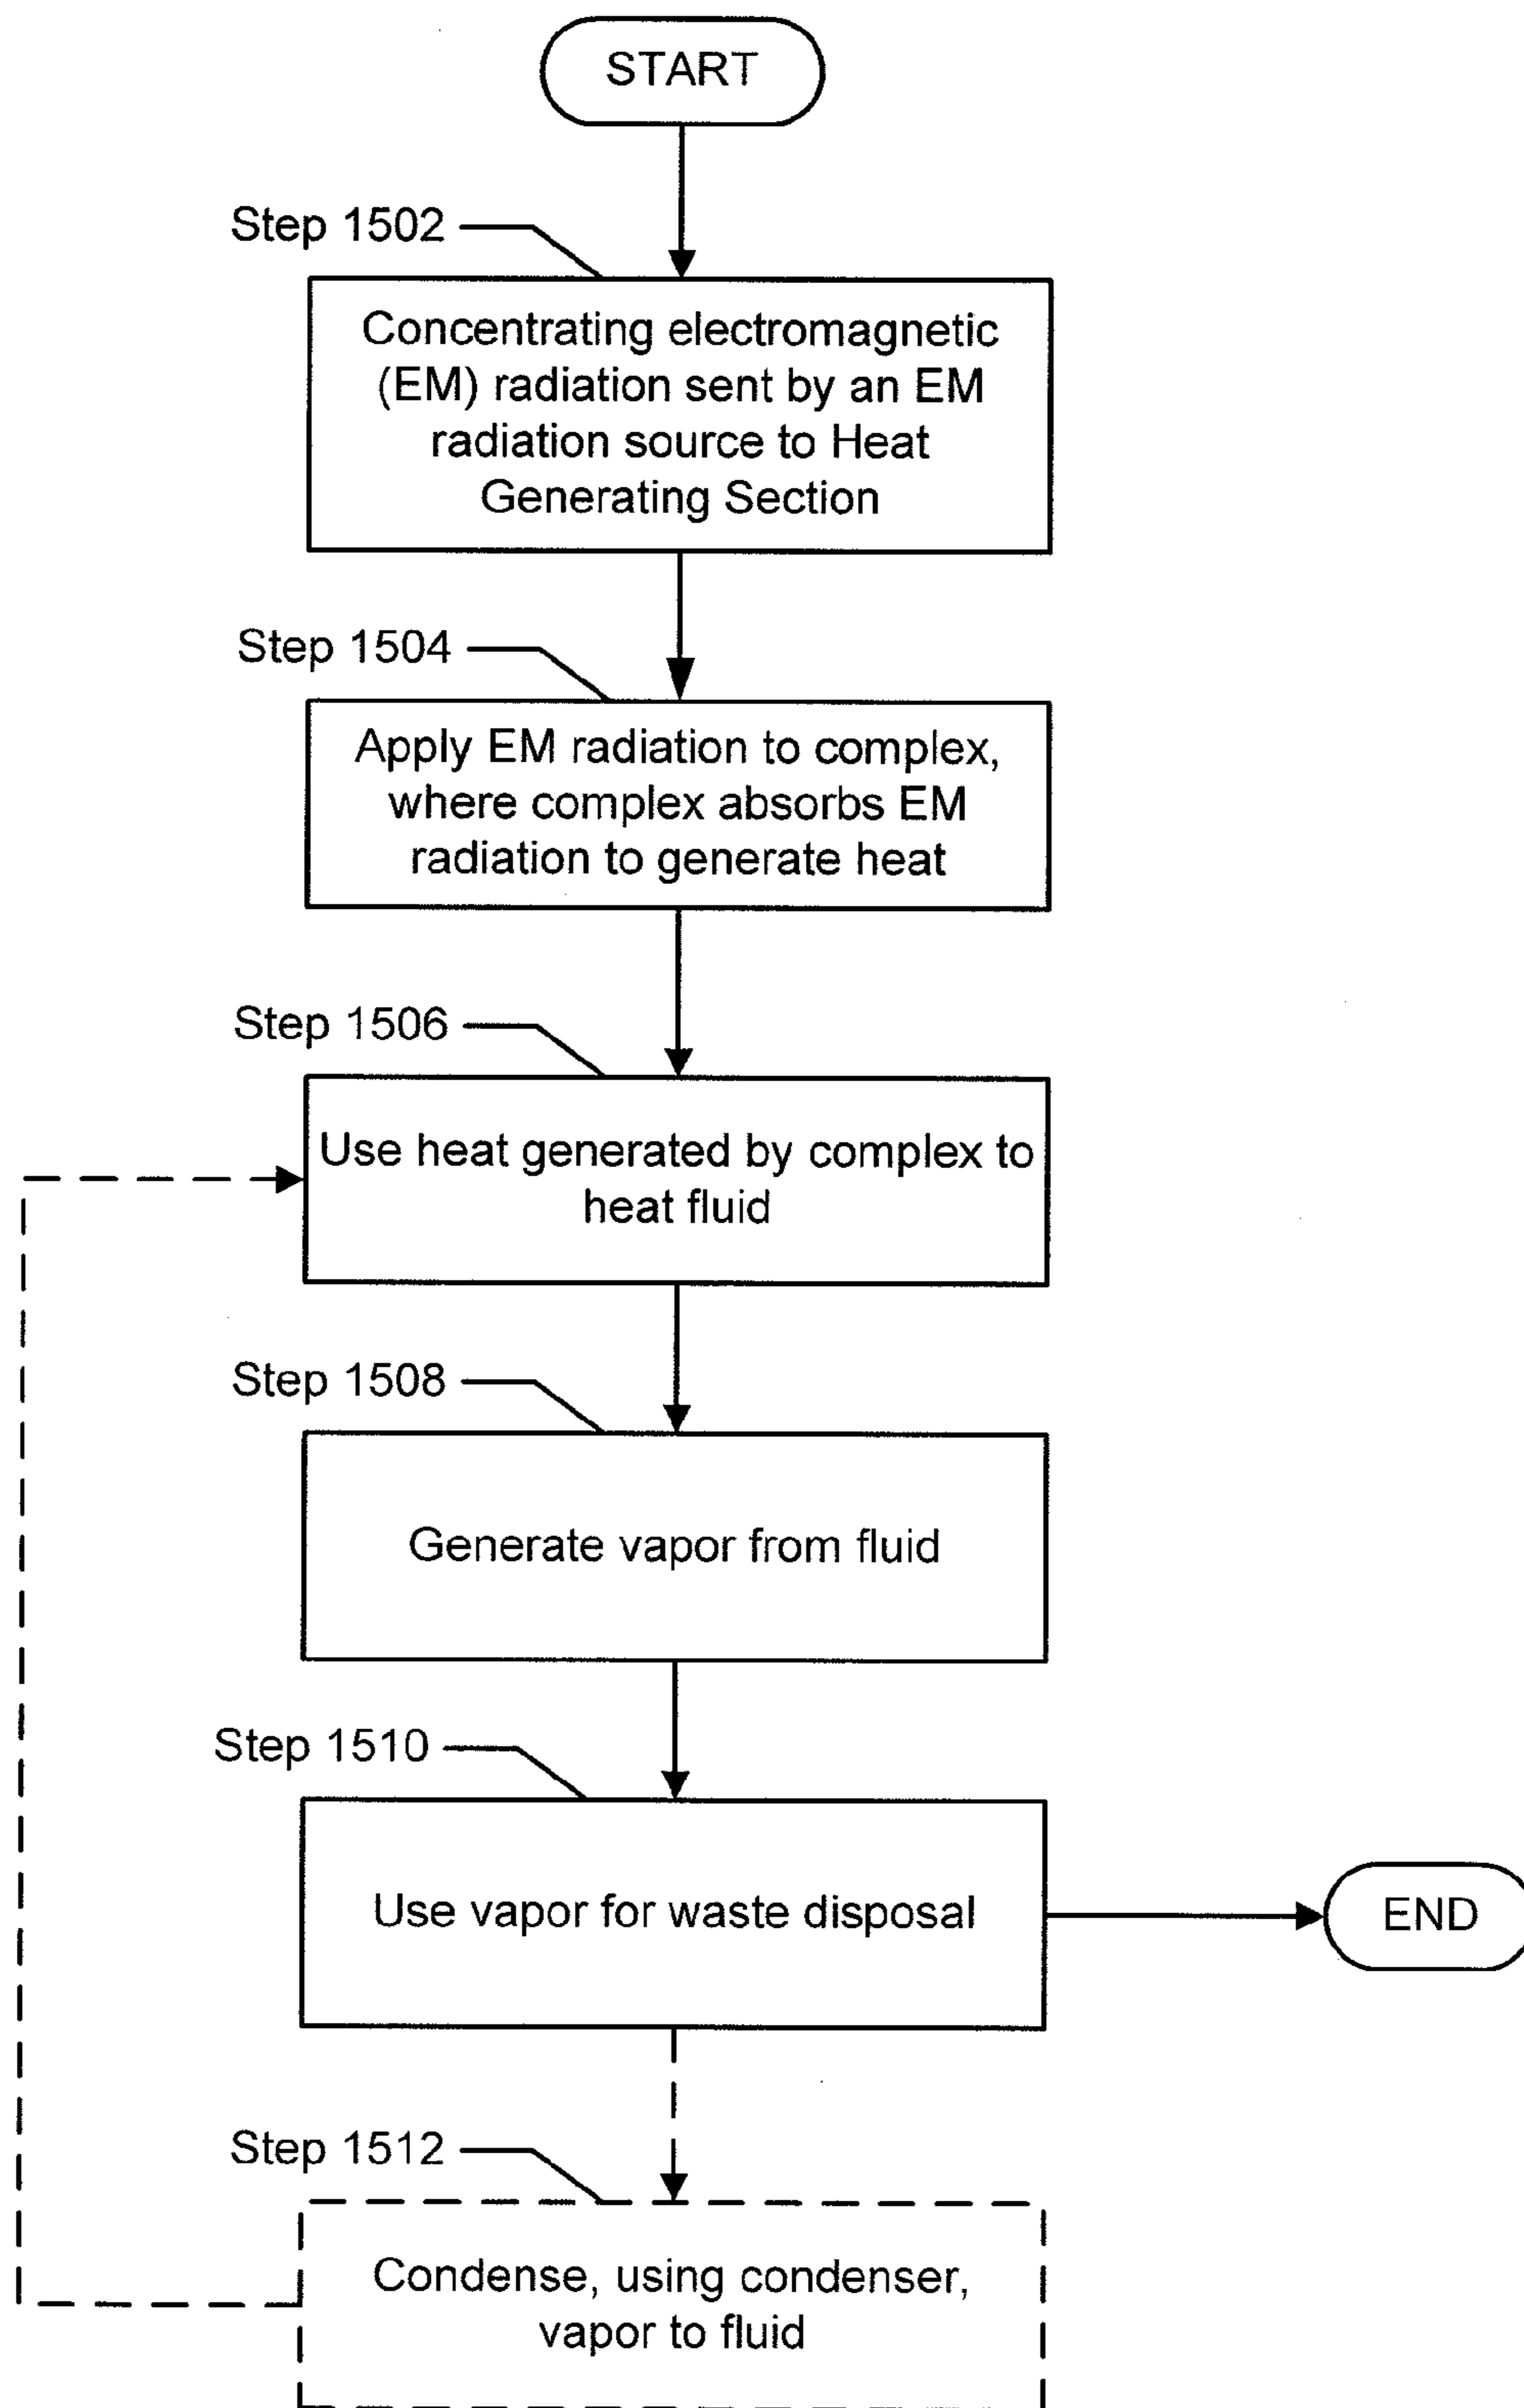 START
Step 1502
Concentrating electromagnetic
(EM) radiation sent by an EM
radiation source to Heat
Generating Section
Step 1504
Apply EM radiation to complex,
where complex absorbs EM
radiation to generate heat
Step 1506
Use heat generated by complex to
heat fluid
Step 1508
Generate vapor from fluid
Step 1510
Use vapor for waste disposal
END
Step 1512
Condense, using condenser,
vapor to fluid